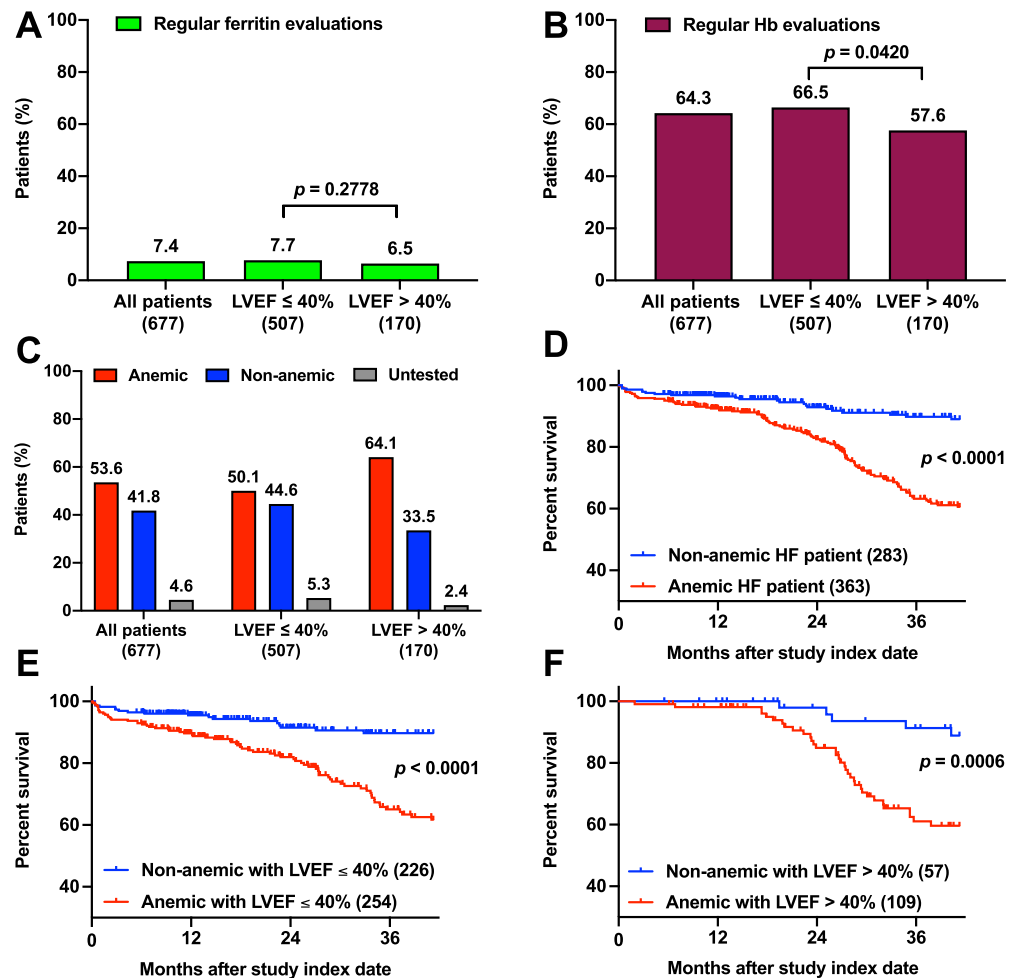 A
Regular ferritin evaluations
Patients (%)
100
80
60
40
20
0
p = 0.2778
7.4
7.7
6.5
All patients
(677)
LVEF ≤ 40%
(507)
LVEF > 40%
(170)
B
Regular Hb evaluations
Patients (%)
100
80
60
40
20
0
p = 0.0420
64.3
66.5
57.6
All patients
(677)
LVEF ≤ 40%
(507)
LVEF > 40%
(170)
C
Anemic
Non-anemic
Untested
Patients (%)
100
80
60
40
20
0
53.6
41.8
4.6
50.1
44.6
5.3
64.1
33.5
2.4
All patients
(677)
LVEF ≤ 40%
(507)
LVEF > 40%
(170)
D
Percent survival
100
80
60
40
p < 0.0001
Non-anemic HF patient (283)
Anemic HF patient (363)
0
12
24
36
Months after study index date
E
Percent survival
100
80
60
40
p < 0.0001
Non-anemic with LVEF ≤ 40% (226)
Anemic with LVEF ≤ 40% (254)
0
12
24
36
Months after study index date
F
Percent survival
100
80
60
40
p = 0.0006
Non-anemic with LVEF > 40% (57)
Anemic with LVEF > 40% (109)
0
12
24
36
Months after study index date